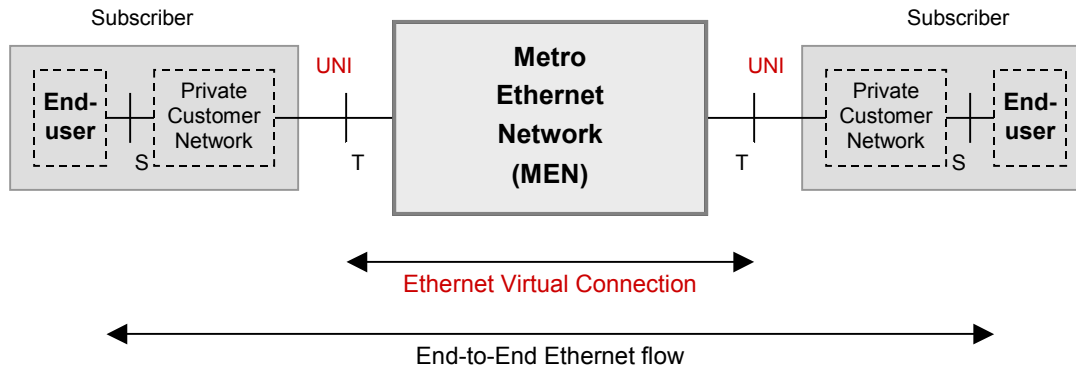 Subscriber
Subscriber
UNI
UNI
End-
user
S
Private
Customer
Network
T
Metro
Ethernet
Network
(MEN)
T
Private
Customer
Network
S
End-
user
Ethernet Virtual Connection
End-to-End Ethernet flow